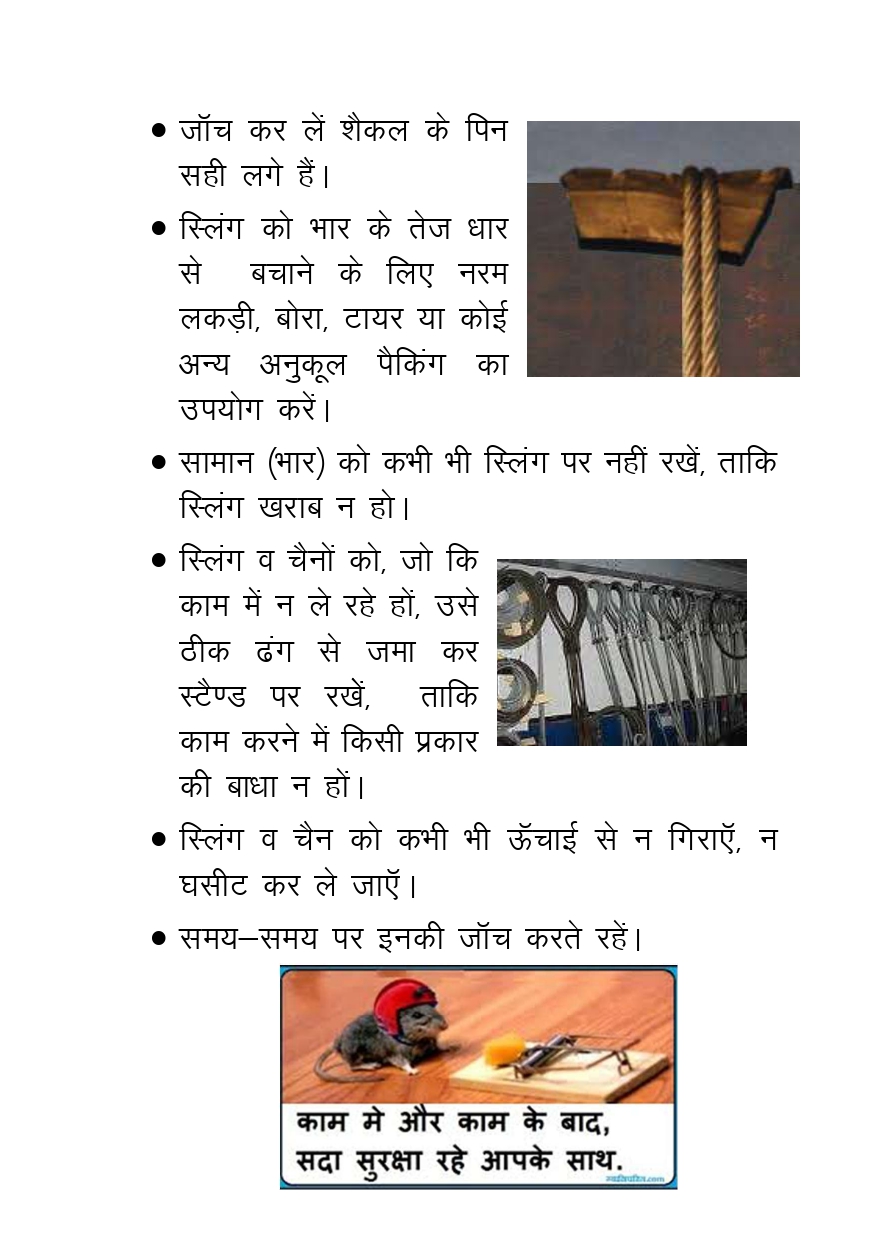 • जॉच कर लें शैकल के पिन
सही लगे हैं।
• स्लिंग को भार के तेज धार
से बचाने के लिए नरम
लकड़ी, बोरा, टायर या कोई
अन्य अनुकूल पैकिंग का
उपयोग करें।
• सामान (भार) को कभी भी स्लिंग पर नहीं रखें, ताकि
स्लिंग खराब न हो।
• स्लिंग व चैनों को, जो कि
काम में न ले रहे हों, उसे
ठीक ढंग से जमा कर
स्टैण्ड पर रखें, ताकि
काम करने में किसी प्रकार
की बाधा न हों।
• स्लिंग व चैन को कभी भी ऊॅचाई से न गिराऍ, न
घसीट कर ले जाऍ।
• समय–समय पर इनकी जॉच करते रहें।
काम मे और काम के बाद,
सदा सुरक्षा रहे आपके साथ.